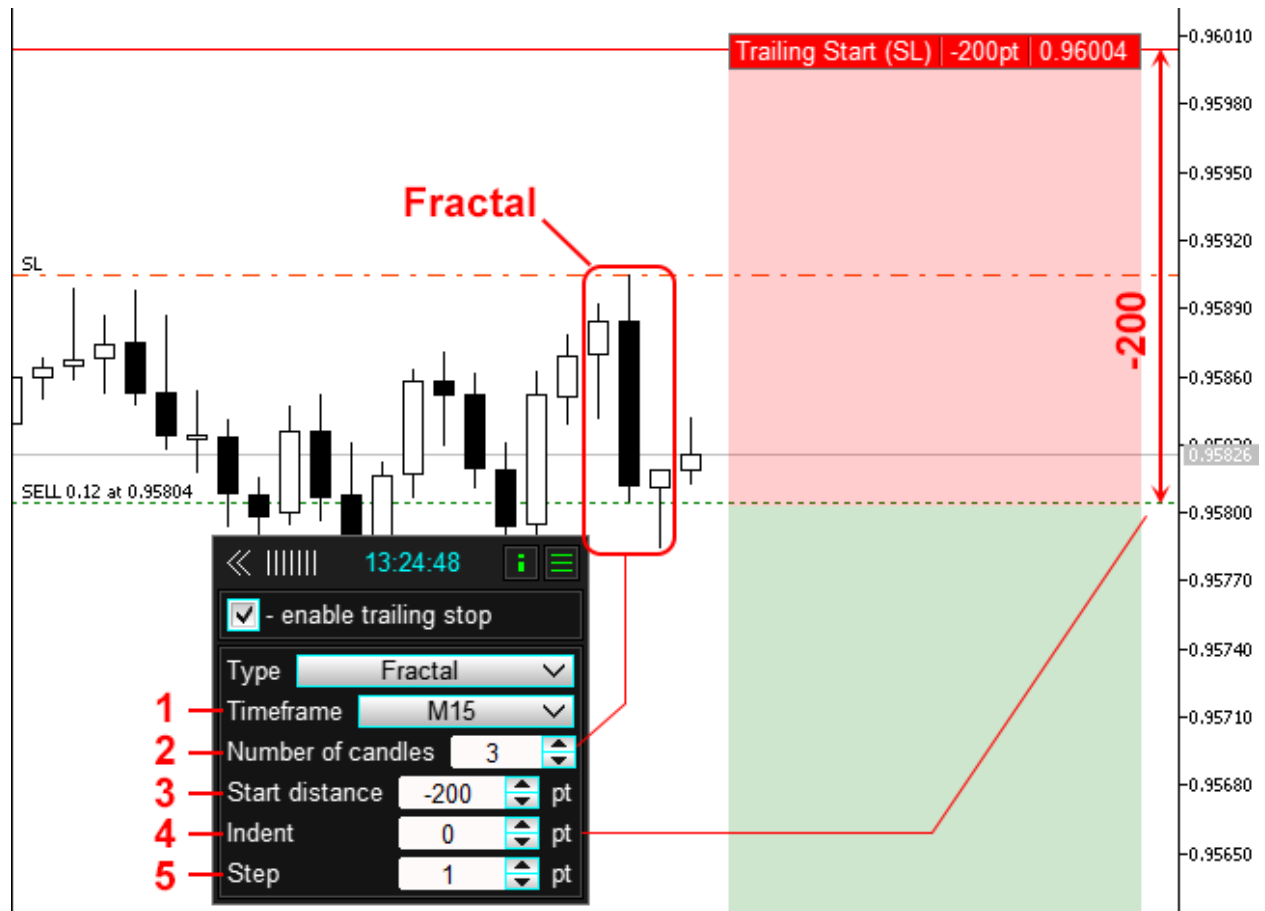 0.96010
Trailing Start (SL) -200pt 0.96004
0.95980
0.95950
Fractal
0.95920
SL
0.95890
-200
0.95860
0.95830
0.95826
SELL 0.12 at 0.95804
0.95800
13:24:48
0.95770
- enable trailing stop
0.95740
Type Fractal
1 Timeframe M15
0.95710
2 Number of candles 3
3 Start distance -200 pt
0.95680
4 Indent 0 pt
0.95650
5 Step 1 pt